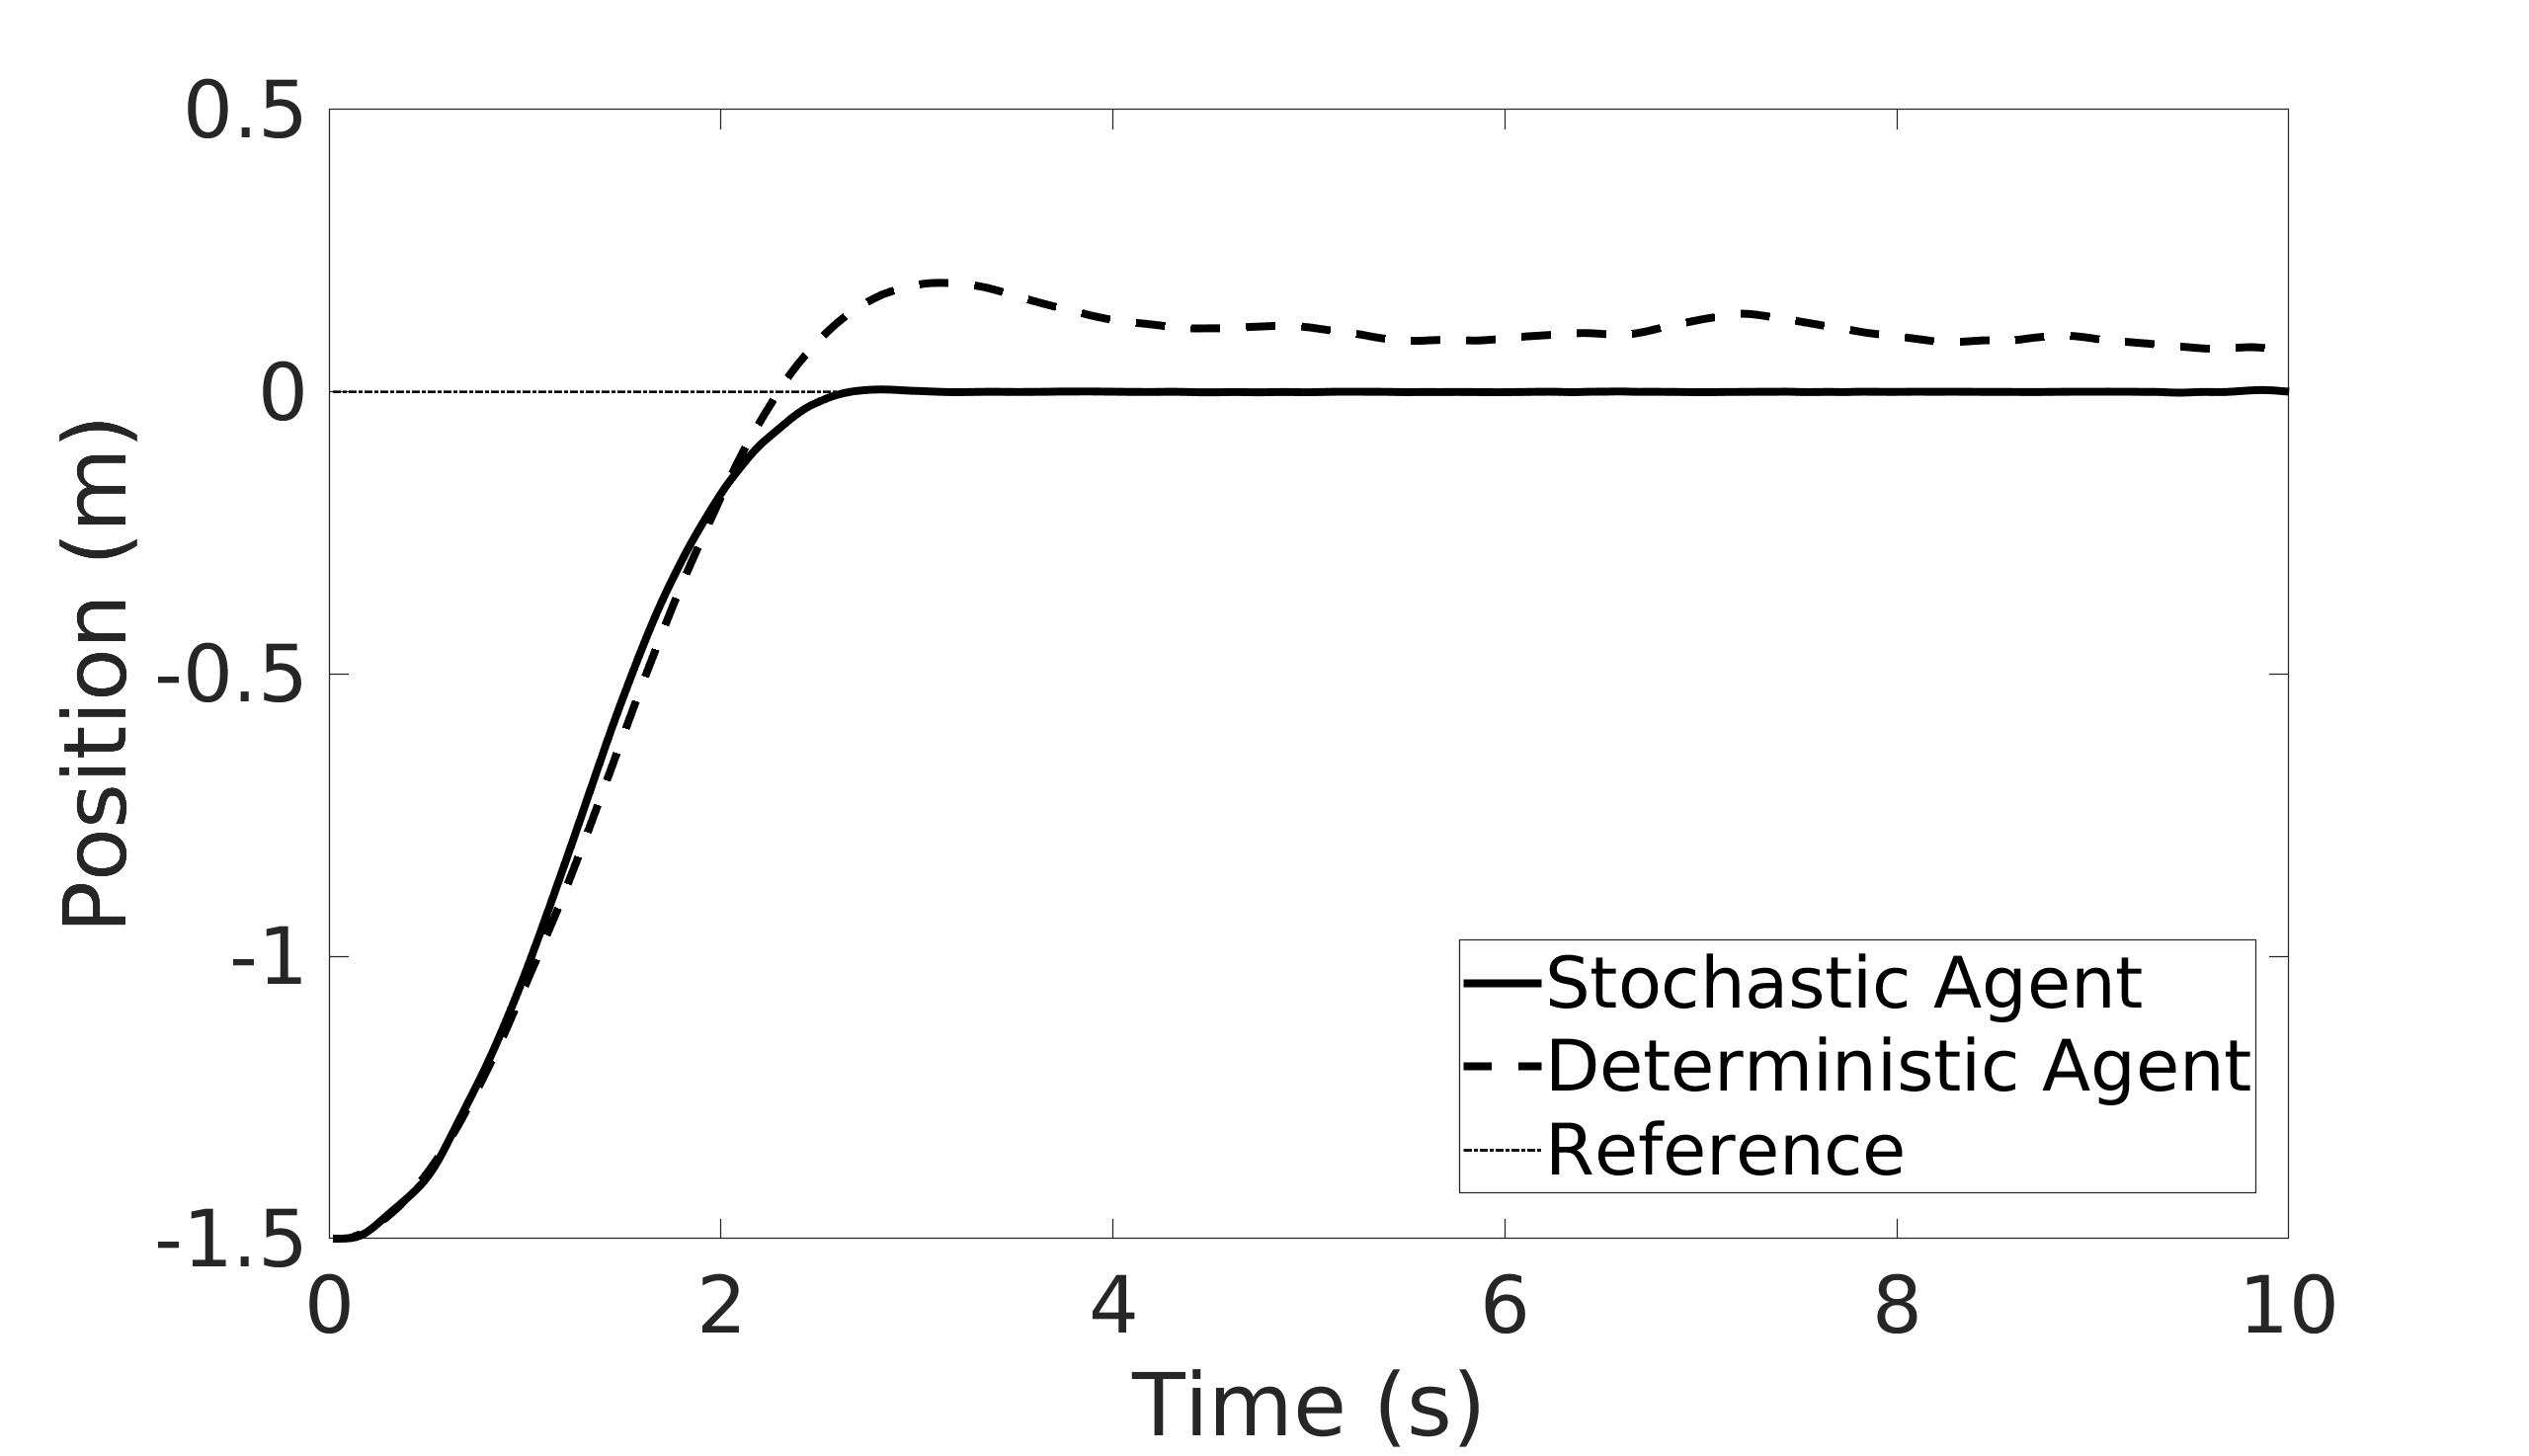 0.5
0
-0.5
-1
-1.5
Position (m)
0 2 4 6 8 10
Time (s)
Stochastic Agent
Deterministic Agent
Reference